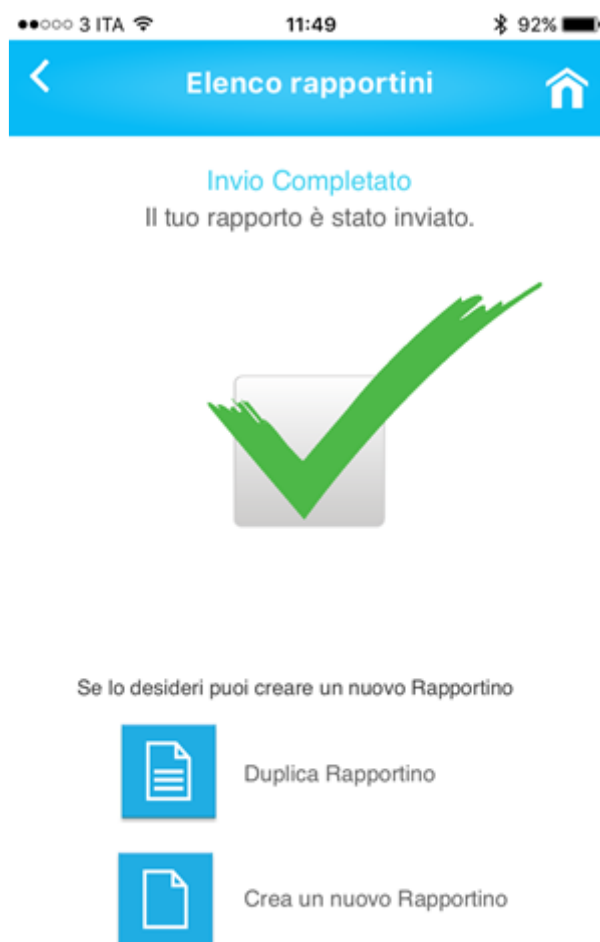 3 ITA 11:49 92%
Elenco rapportini
Invio Completato
Il tuo rapporto è stato inviato.
Se lo desideri puoi creare un nuovo Rapportino
Duplica Rapportino
Crea un nuovo Rapportino